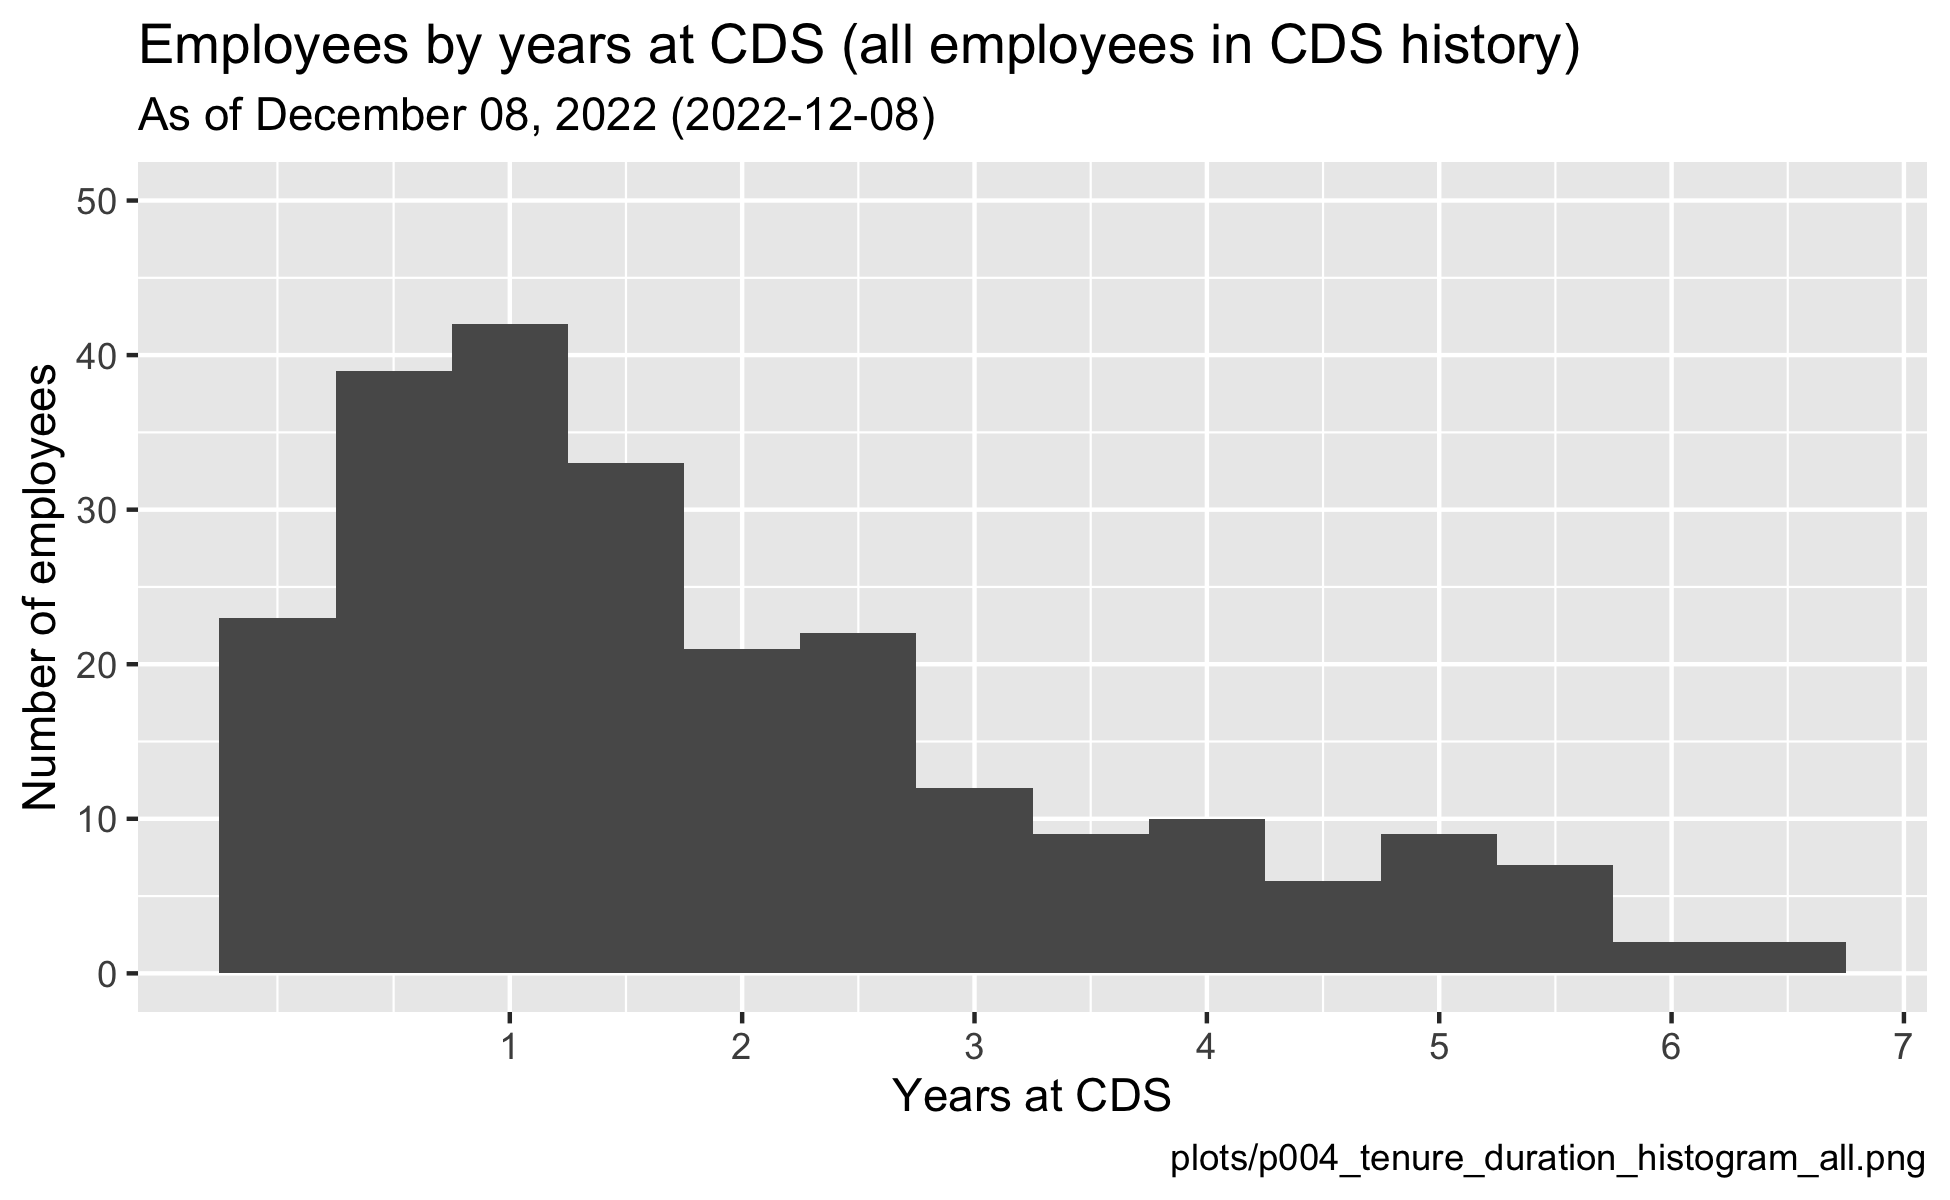 Employees by years at CDS (all employees in CDS history)
As of December 08, 2022 (2022-12-08)
Number of employees
50
40
30
20
10
0
1 2 3 4 5 6 7
Years at CDS
plots/p004_tenure_duration_histogram_all.png